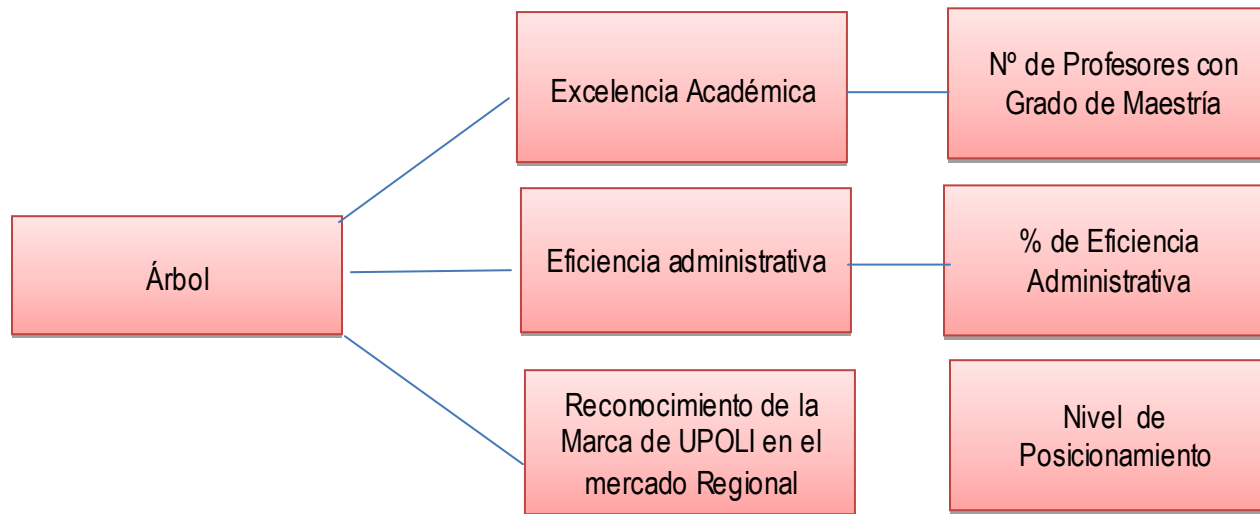 Excelencia Académica
Nº de Profesores con
Grado de Maestría
Árbol
Eficiencia administrativa
% de Eficiencia
Administrativa
Reconocimiento de la
Marca de UPOLI en el
mercado Regional
Nivel de
Posicionamiento